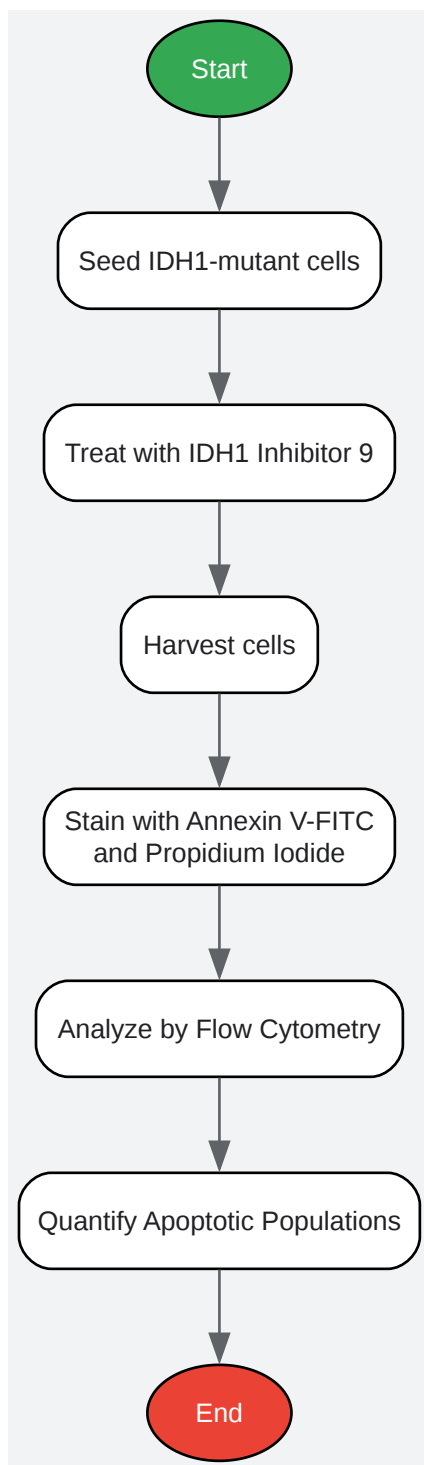 Start
Seed IDH1-mutant cells
Treat with IDH1 Inhibitor 9
Harvest cells
Stain with Annexin V-FITC
and Propidium Iodide
Analyze by Flow Cytometry
Quantify Apoptotic Populations
End